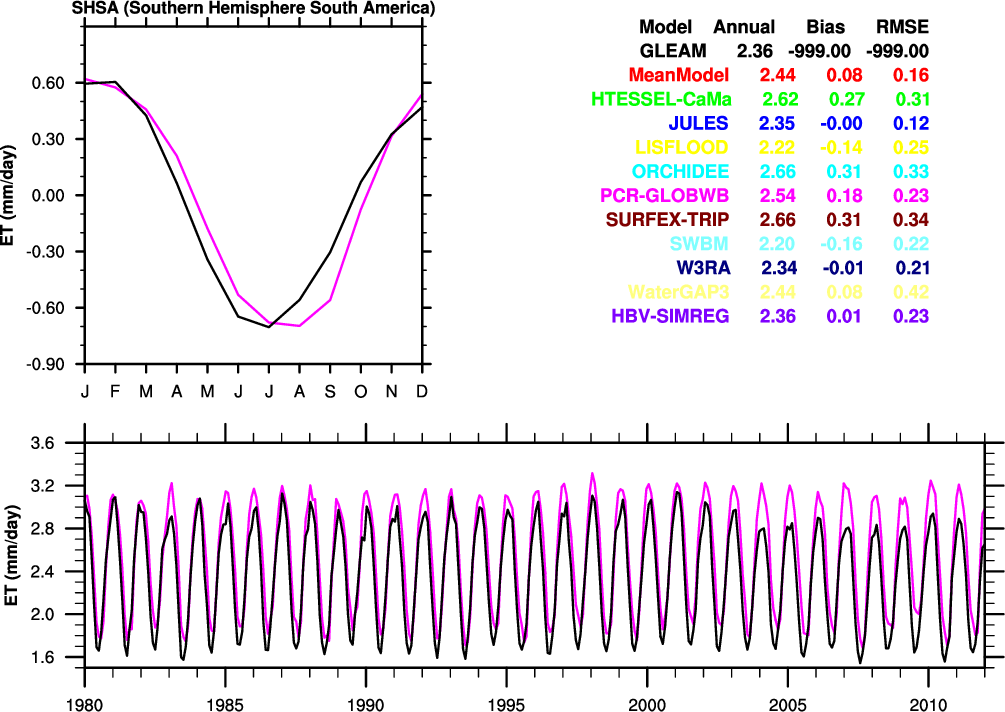 SHSA (Southern Hemisphere South America)
Model Annual Bias RMSE
GLEAM 2.36 -999.00 -999.00
MeanModel 2.44 0.08 0.16
HTESSEL-CaMa 2.62 0.27 0.31
JULES 2.35 -0.00 0.12
LISFLOOD 2.22 -0.14 0.25
ORCHIDEE 2.66 0.31 0.33
PCR-GLOBWB 2.54 0.18 0.23
SURFEX-TRIP 2.66 0.31 0.34
SWBM 2.20 -0.16 0.22
W3RA 2.34 -0.01 0.21
WaterGAP3 2.44 0.08 0.42
HBV-SIMREG 2.36 0.01 0.23
ET (mm/day)
0.60
0.30
0.00
-0.30
-0.60
-0.90
J F M A M J J A S O N D
ET (mm/day)
3.6
3.2
2.8
2.4
2.0
1.6
1980 1985 1990 1995 2000 2005 2010